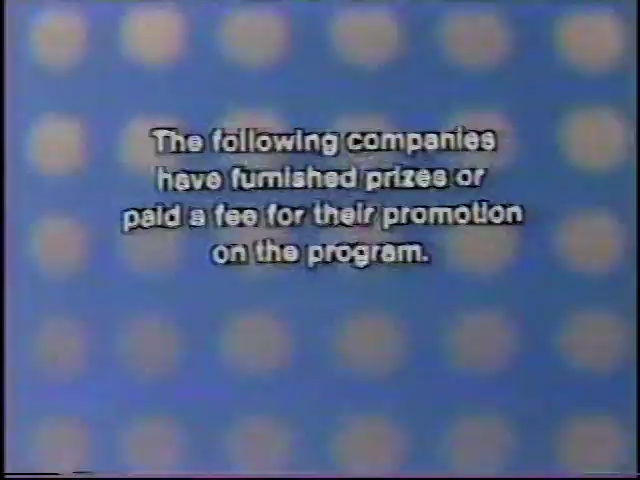 The following companies
have furnished prizes or
paid a fee for their promotion
on the program.